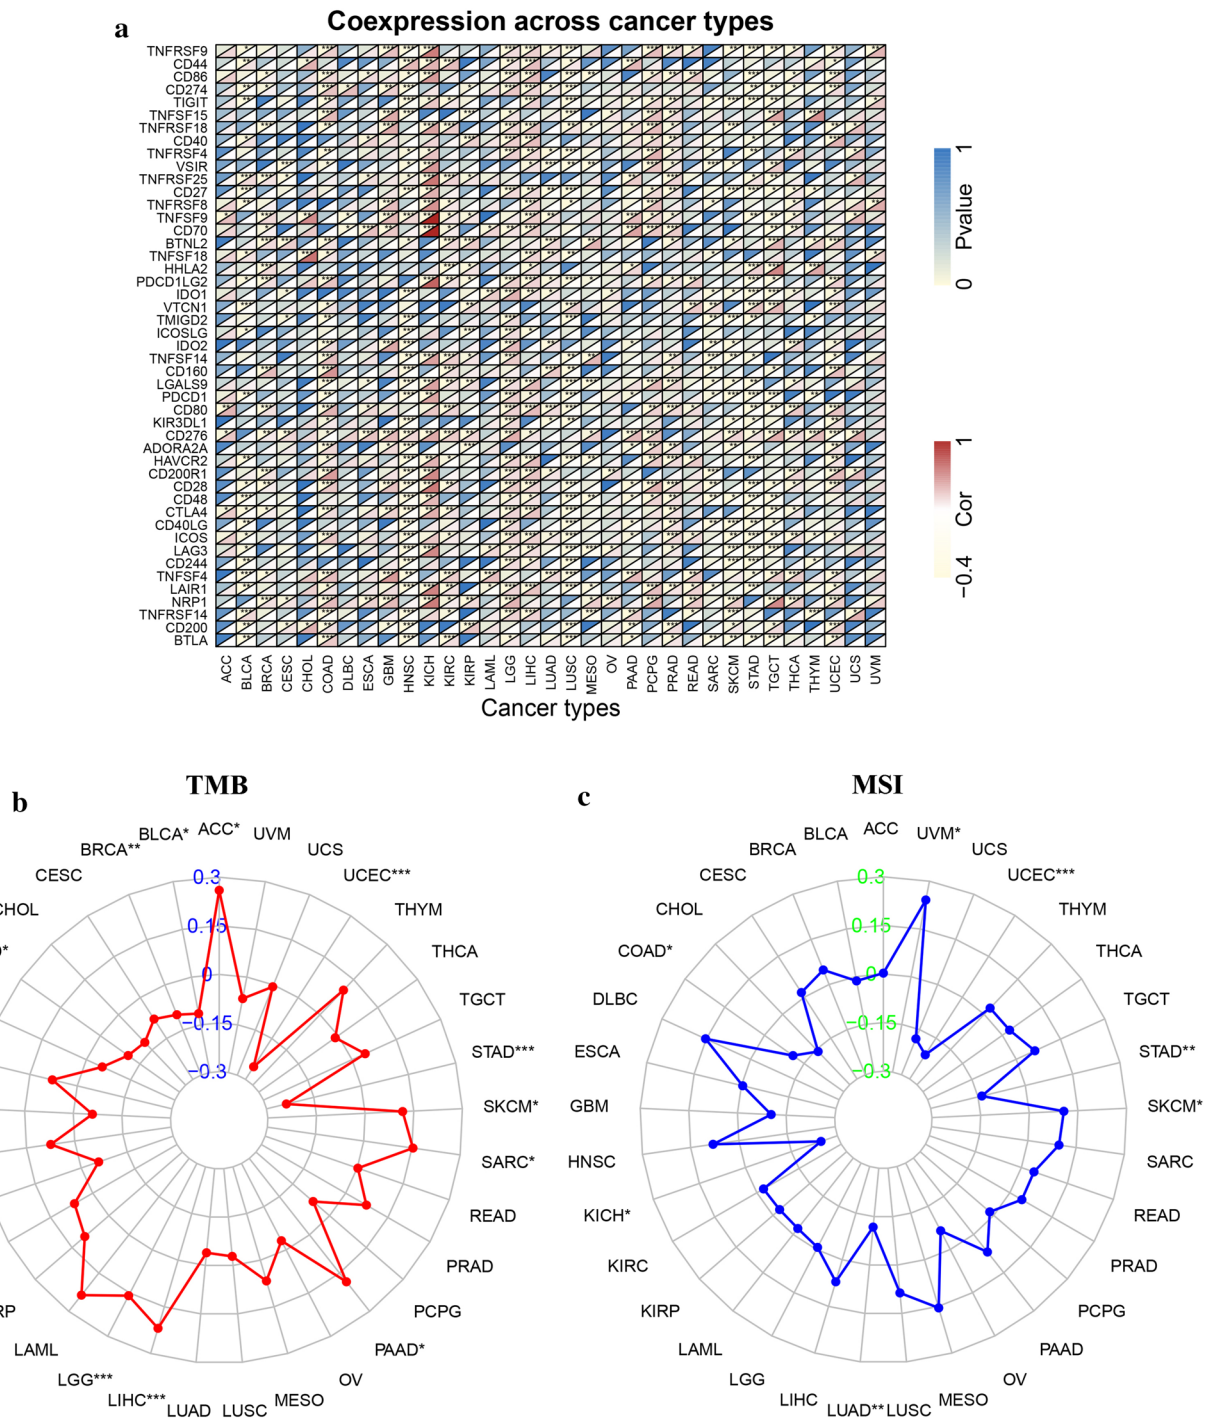 a
Coexpression across cancer types
TNFRSF9
CD44
CD86
CD274
TIGIT
TNFSF15
TNFRSF18
CD40
TNFRSF4
VSIR
TNFRSF25
CD27
TNFRSF8
TNFSF9
CD70
BTNL2
TNFSF18
HHLA2
PDCD1LG2
IDO1
VTCN1
TMIGD2
ICOSLG
IDO2
TNFSF14
CD160
LGALS9
PDCD1
CD80
KIR3DL1
CD276
ADORA2A
HAVCR2
CD200R1
CD28
CD48
CTLA4
CD40LG
ICOS
LAG3
CD244
TNFSF4
LAIR1
NRP1
TNFRSF14
CD200
BTLA
ACC BLCA BRCA CESC CHOL COAD DLBC ESCA GBM HNSC KICH KIRC KIRP LAML LGG LIHC LUAD LUSC MESO OV PAAD PCPG PRAD READ SARC SKCM STAD TGCT THCA THYM UCEC UCS UVM
Cancer types
1
Pvalue
0
1
Cor
−0.4
b
TMB
ACC*
UVM
UCS
UCEC***
THYM
THCA
TGCT
STAD***
SKCM*
SARC*
READ
PRAD
PCPG
PAAD*
OV
MESO
LUSC
LUAD
LIHC***
LGG***
LAML
RP
*
HOL
CESC
BRCA**
BLCA*
0.3
0.15
0
−0.15
−0.3
c
MSI
ACC
UVM*
UCS
UCEC***
THYM
THCA
TGCT
STAD**
SKCM*
SARC
READ
PRAD
PCPG
PAAD
OV
MESO
LUSC
LUAD**
LIHC
LGG
LAML
KIRP
KIRC
KICH*
HNSC
GBM
ESCA
DLBC
COAD*
CHOL
CESC
BRCA
BLCA
0.3
0.15
0
−0.15
−0.3